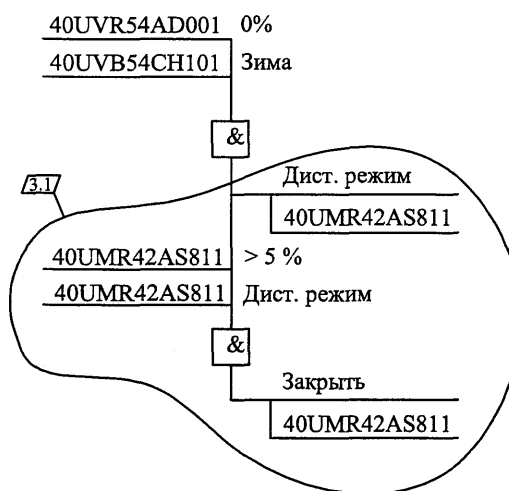 40UVR54AD001 0%
40UVB54CH101 Зима
&
3.1
Дист. режим
40UMR42AS811
40UMR42AS811 > 5 %
40UMR42AS811 Дист. режим
&
Закрыть
40UMR42AS811